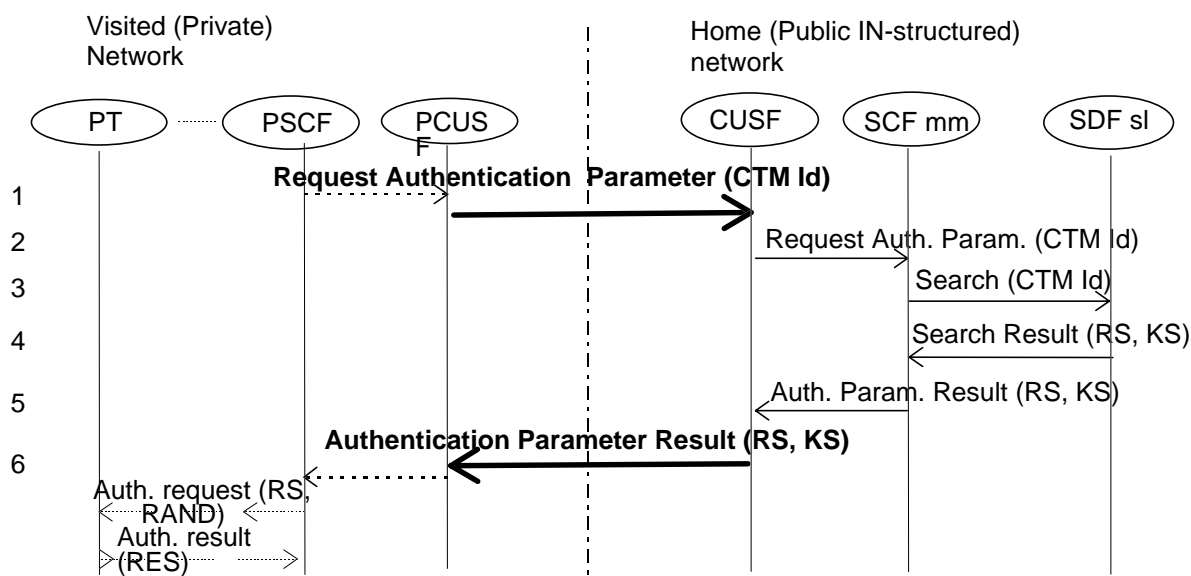 Visited (Private)
Network
Home (Public IN-structured)
network
PT
PSCF
PCUS
F
CUSF
SCF mm
SDF sl
Request Authentication Parameter (CTM Id)
1
2
Request Auth. Param. (CTM Id)
3
Search (CTM Id)
4
Search Result (RS, KS)
5
Auth. Param. Result (RS, KS)
Authentication Parameter Result (RS, KS)
6
Auth. request (RS,
RAND)
Auth. result
(RES)